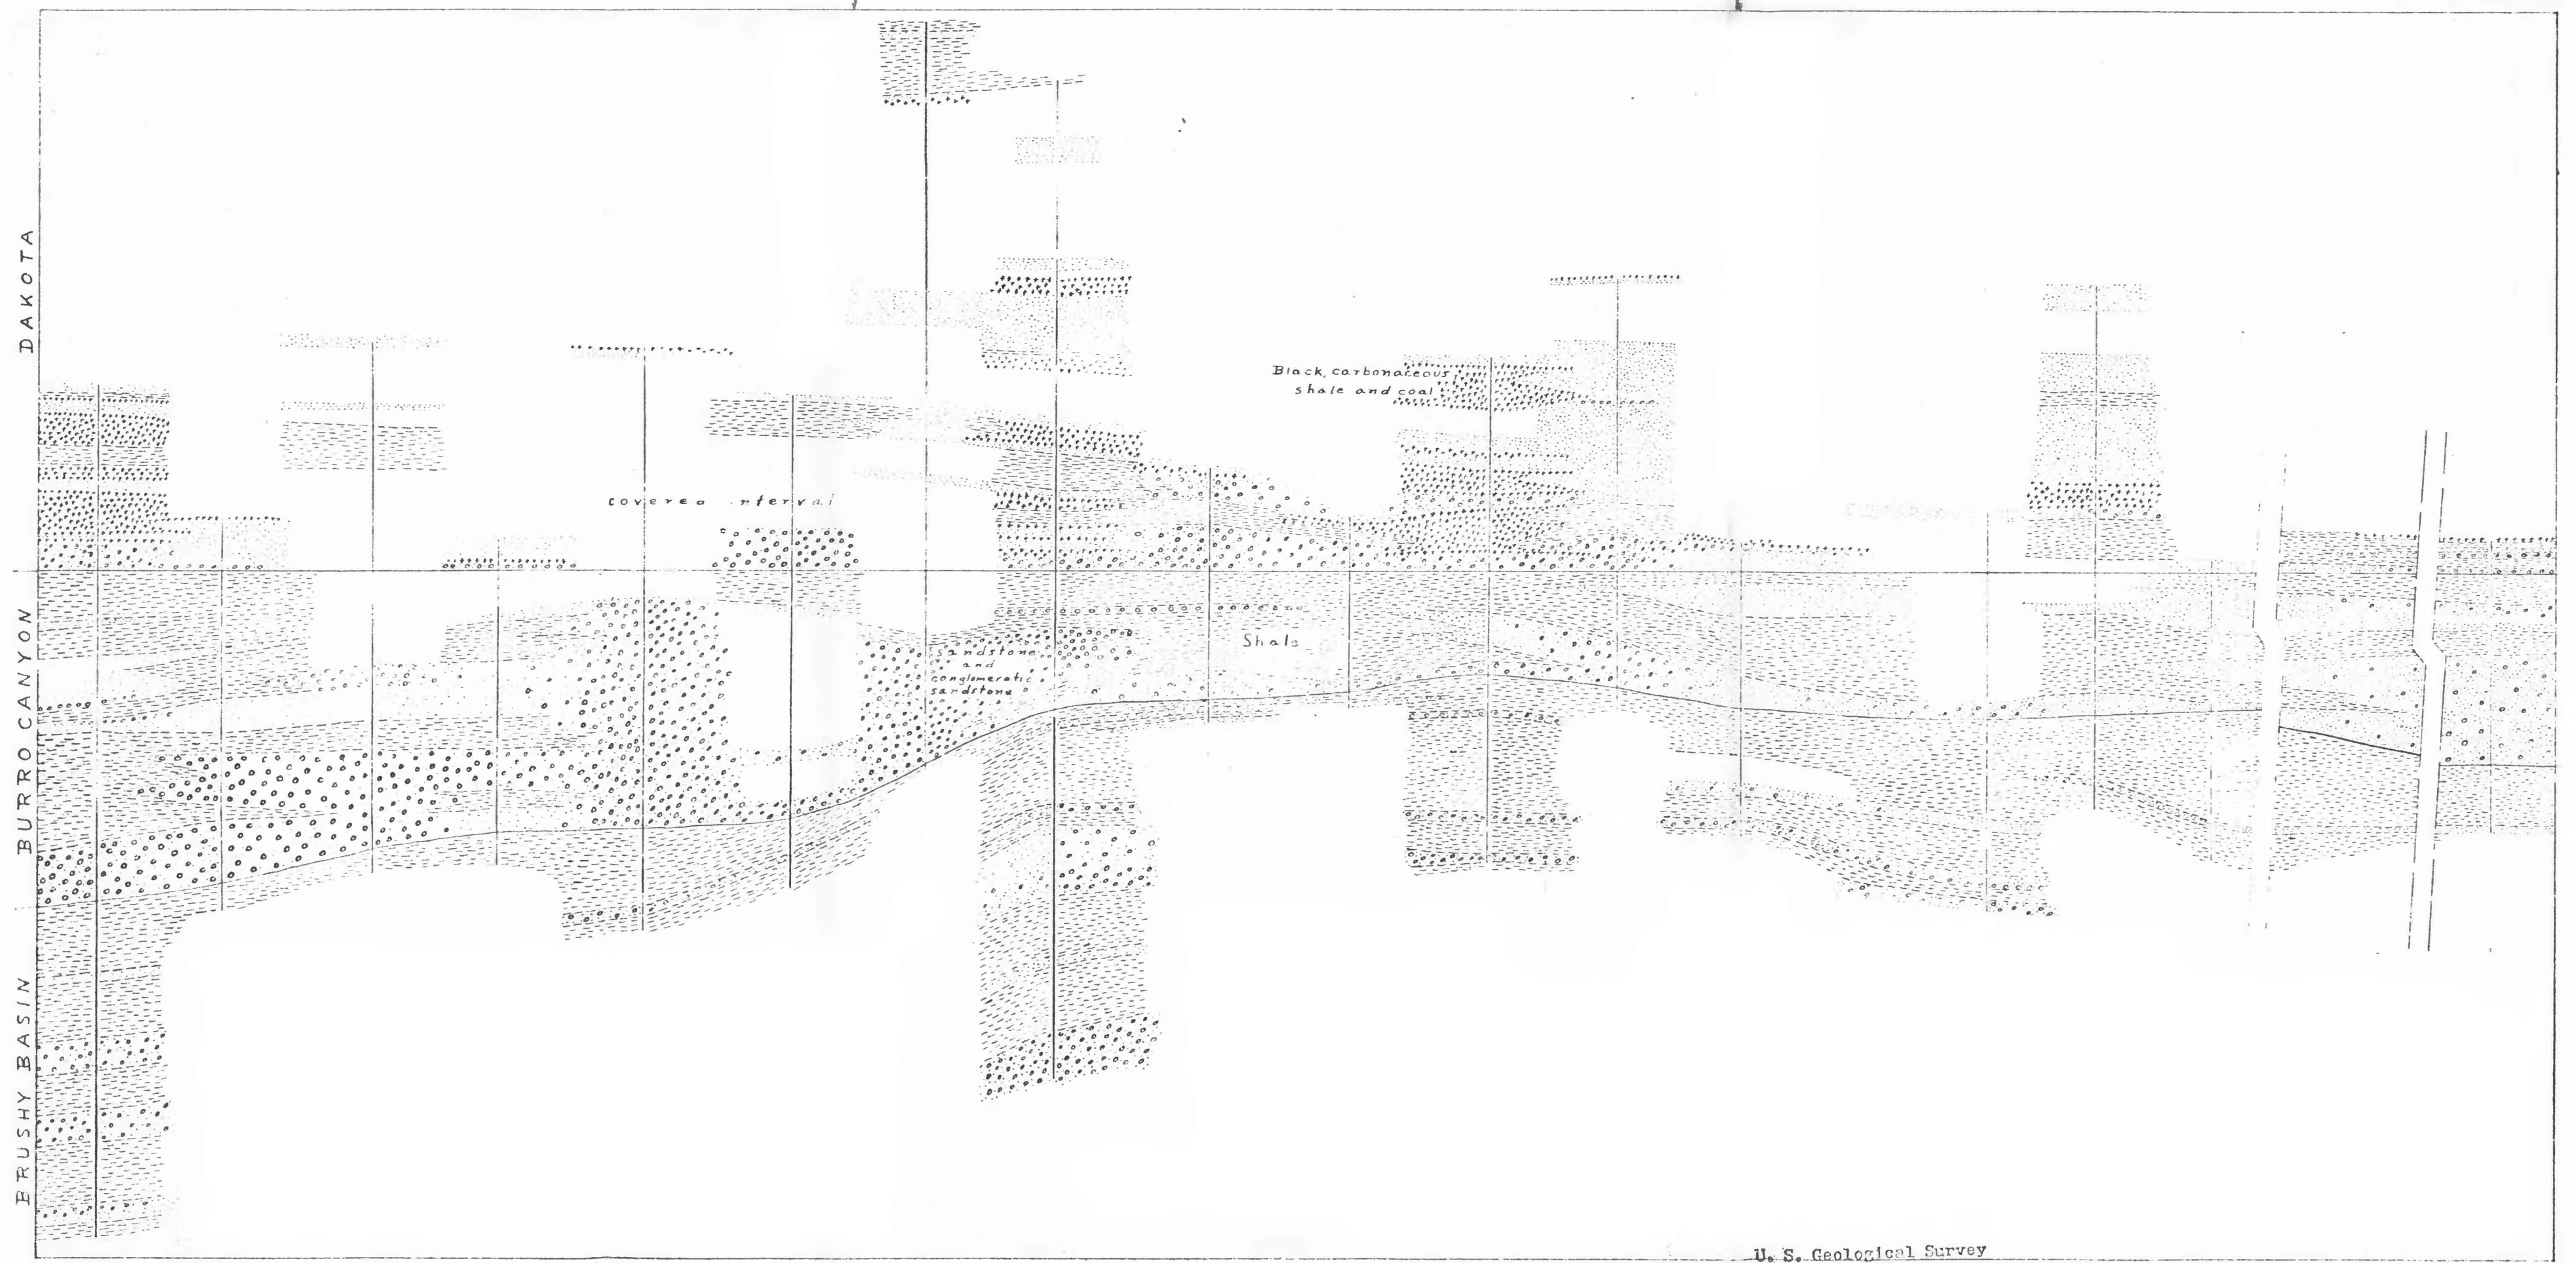 DAKOTA
BURRO CANYON
BRUSHY BASIN
covered interval
Black, carbonaceous
shale and coal
Shale
sandstone
and
conglomeratic
sandstone
U. S. Geological Survey